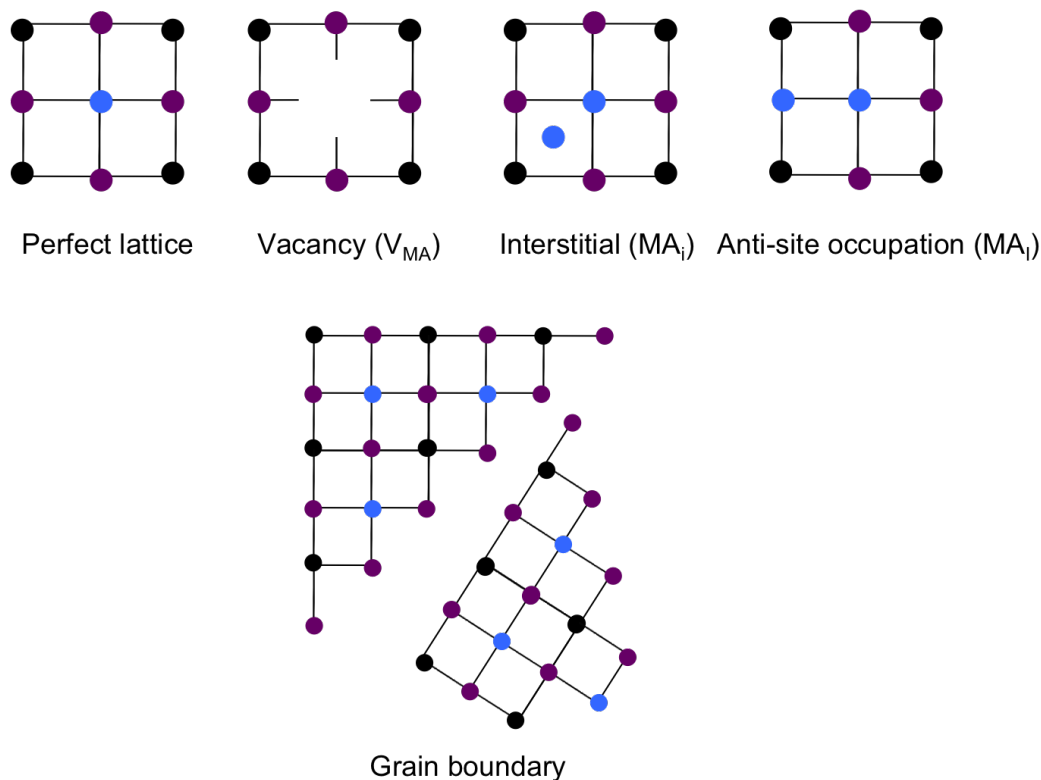 Perfect lattice
Vacancy (V_MA)
Interstitial (MA_i)
Anti-site occupation (MA_I)
Grain boundary